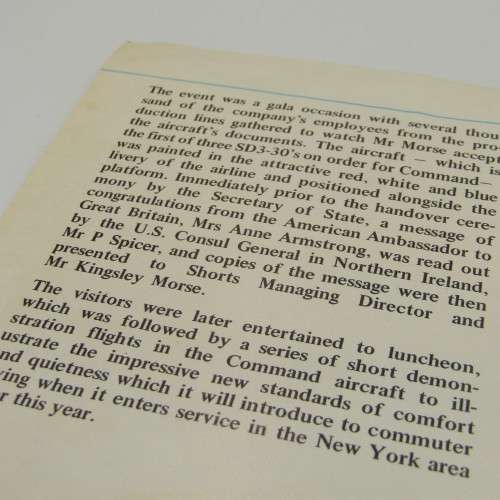 The event was a gala occasion with several thou-
sand of the company's employees from the pro-
duction lines gathered to watch Mr Morse accept
the aircraft's documents. The aircraft — which is
the first of three SD3-30's on order for Command—
was painted in the attractive red, white and blue
livery of the airline and positioned alongside the
platform. Immediately prior to the handover cere-
mony by the Secretary of State, a message of
congratulations from the American Ambassador to
Great Britain, Mrs Anne Armstrong, was read out
by the U.S. Consul General in Northern Ireland,
Mr P Spicer, and copies of the message were then
presented to Shorts Managing Director and
Mr Kingsley Morse.
The visitors were later entertained to luncheon,
which was followed by a series of short demon-
stration flights in the Command aircraft to ill-
ustrate the impressive new standards of comfort
nd quietness which it will introduce to commuter
ing when it enters service in the New York area
r this year.